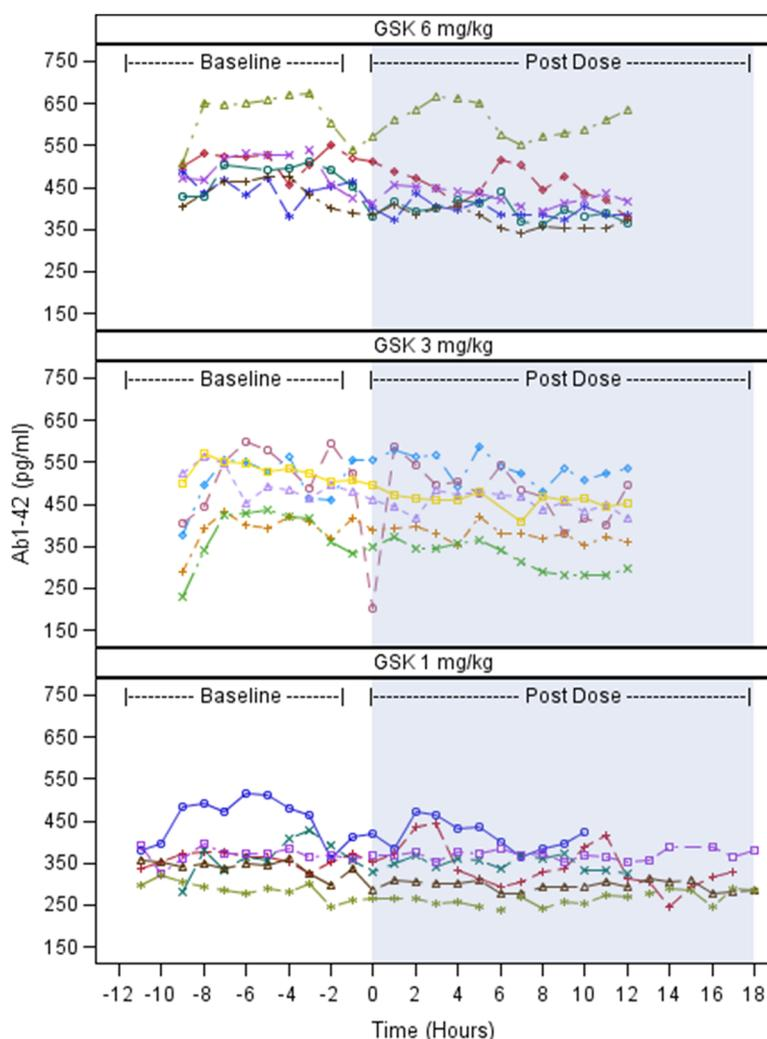 GSK 6 mg/kg
Baseline
Post Dose
750
650
550
450
350
250
150
GSK 3 mg/kg
Baseline
Post Dose
750
650
550
450
350
250
150
Ab1-42 (pg/ml)
GSK 1 mg/kg
Baseline
Post Dose
750
650
550
450
350
250
150
-12 -10 -8 -6 -4 -2 0 2 4 6 8 10 12 14 16 18
Time (Hours)